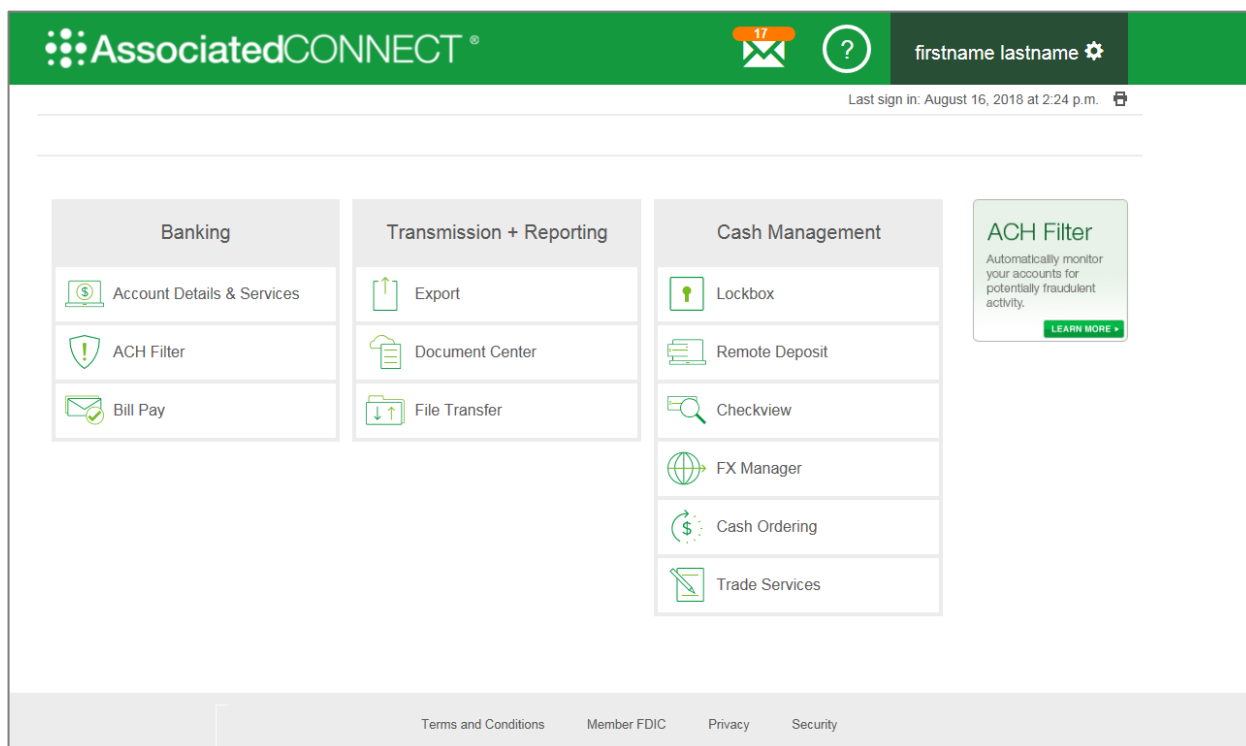 AssociatedCONNECT®
17
?
firstname lastname
Last sign in: August 16, 2018 at 2:24 p.m.
Banking
Account Details & Services
ACH Filter
Bill Pay
Transmission + Reporting
Export
Document Center
File Transfer
Cash Management
Lockbox
Remote Deposit
Checkview
FX Manager
$ Cash Ordering
Trade Services
ACH Filter
Automatically monitor
your accounts for
potentially fraudulent
activity.
LEARN MORE
Terms and Conditions Member FDIC Privacy Security